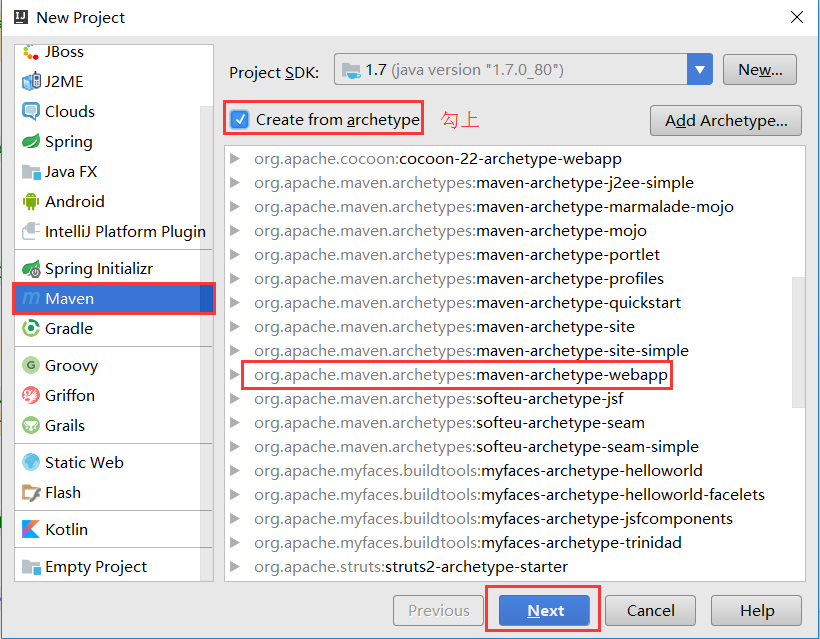 New Project
JBoss
J2ME
Clouds
Spring
Java FX
Android
IntelliJ Platform Plugin
Spring Initializr
Maven
Gradle
Groovy
Griffon
Grails
Static Web
Flash
Kotlin
Empty Project
Project SDK: 1.7 (java version "1.7.0_80") New...
Create from archetype 勾上 Add Archetype...
org.apache.cocoon:cocoon-22-archetype-webapp
org.apache.maven.archetypes:maven-archetype-j2ee-simple
org.apache.maven.archetypes:maven-archetype-marmalade-mojo
org.apache.maven.archetypes:maven-archetype-mojo
org.apache.maven.archetypes:maven-archetype-portlet
org.apache.maven.archetypes:maven-archetype-profiles
org.apache.maven.archetypes:maven-archetype-quickstart
org.apache.maven.archetypes:maven-archetype-site
org.apache.maven.archetypes:maven-archetype-site-simple
org.apache.maven.archetypes:maven-archetype-webapp
org.apache.maven.archetypes:softeu-archetype-jsf
org.apache.maven.archetypes:softeu-archetype-seam
org.apache.maven.archetypes:softeu-archetype-seam-simple
org.apache.myfaces.buildtools:myfaces-archetype-helloworld
org.apache.myfaces.buildtools:myfaces-archetype-helloworld-facelets
org.apache.myfaces.buildtools:myfaces-archetype-jsfcomponents
org.apache.myfaces.buildtools:myfaces-archetype-trinidad
org.apache.struts:struts2-archetype-starter
Previous Next Cancel Help